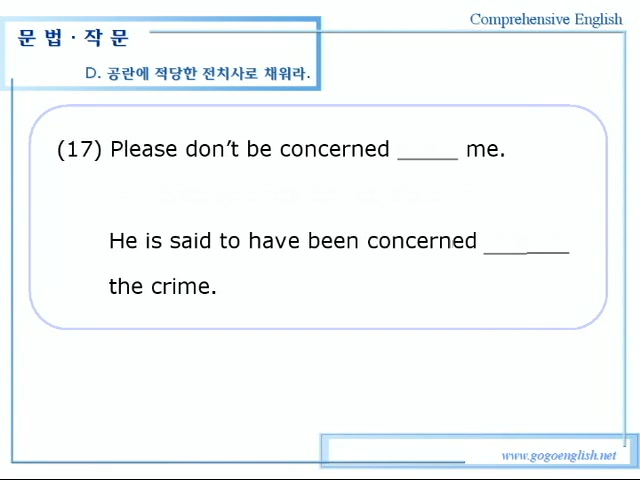 Comprehensive English
문 법 · 작 문
D. 공란에 적당한 전치사로 채워라.
(17) Please don't be concerned _____ me.
He is said to have been concerned _______
the crime.
www.gogoenglish.net